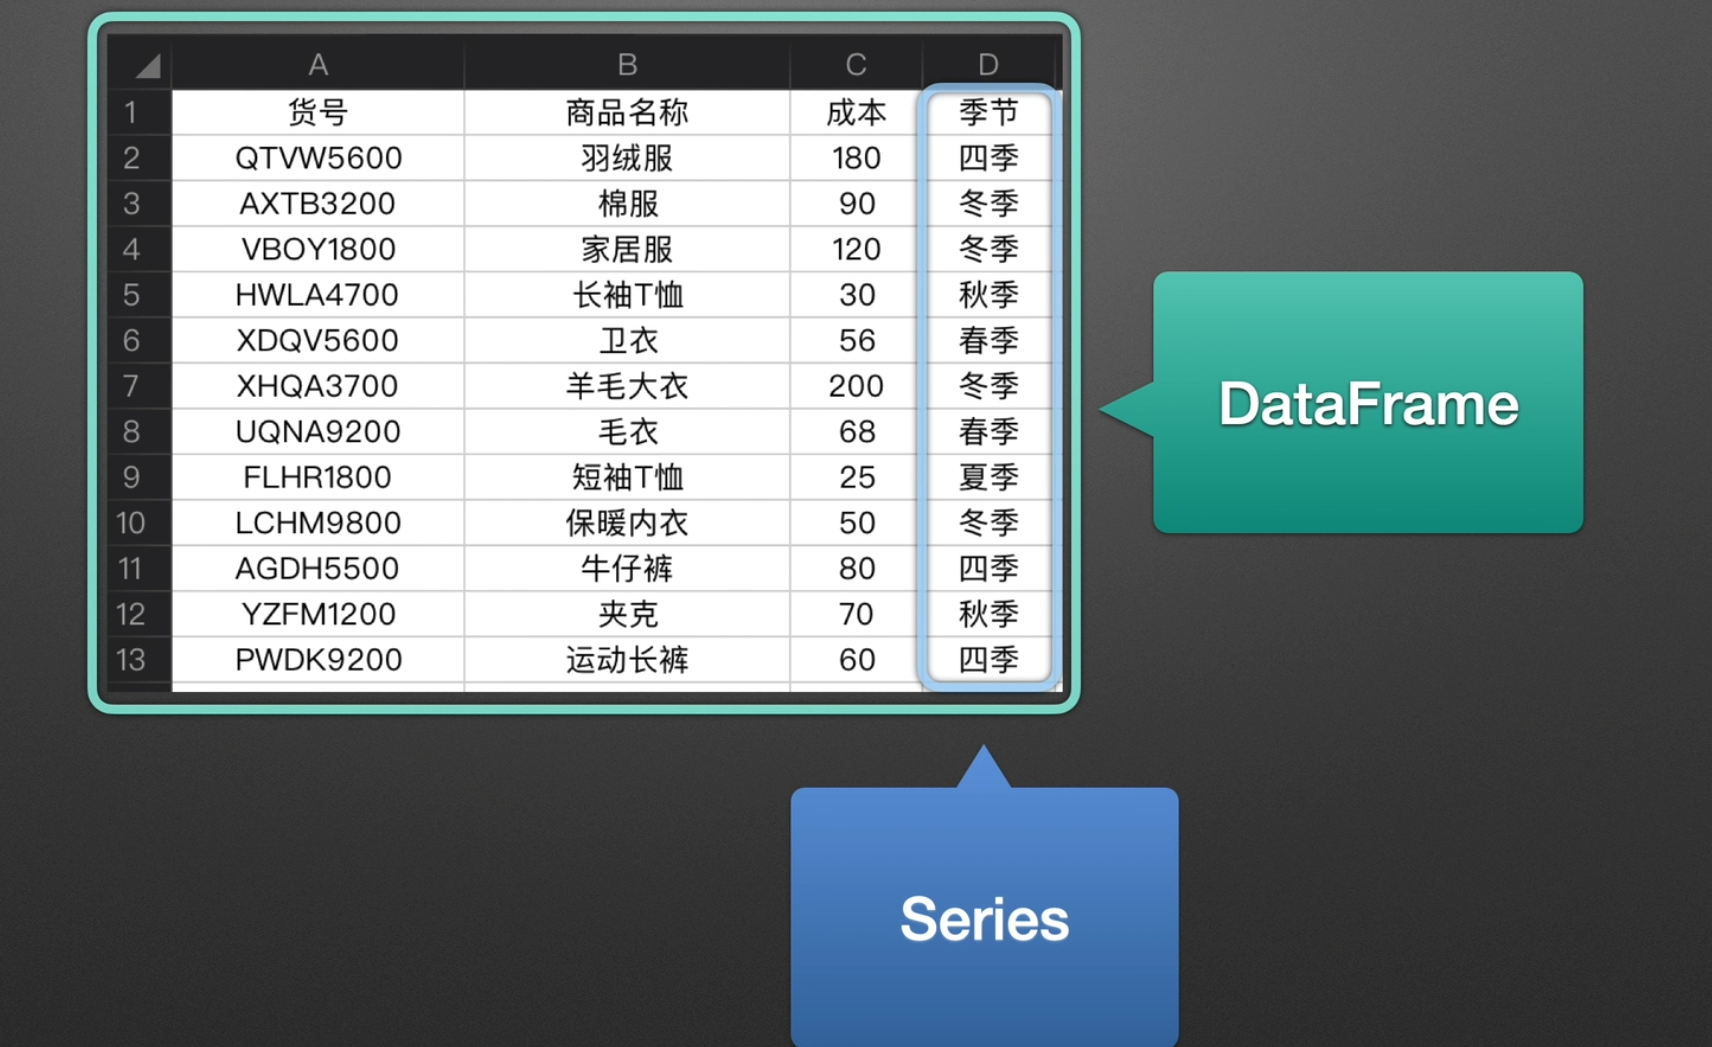 A B C D
1 货号 商品名称 成本 季节
2 QTVW5600 羽绒服 180 四季
3 AXTB3200 棉服 90 冬季
4 VBOY1800 家居服 120 冬季
5 HWLA4700 长袖T恤 30 秋季
6 XDQV5600 卫衣 56 春季
7 XHQA3700 羊毛大衣 200 冬季
8 UQNA9200 毛衣 68 春季
9 FLHR1800 短袖T恤 25 夏季
10 LCHM9800 保暖内衣 50 冬季
11 AGDH5500 牛仔裤 80 四季
12 YZFM1200 夹克 70 秋季
13 PWDK9200 运动长裤 60 四季
DataFrame
Series